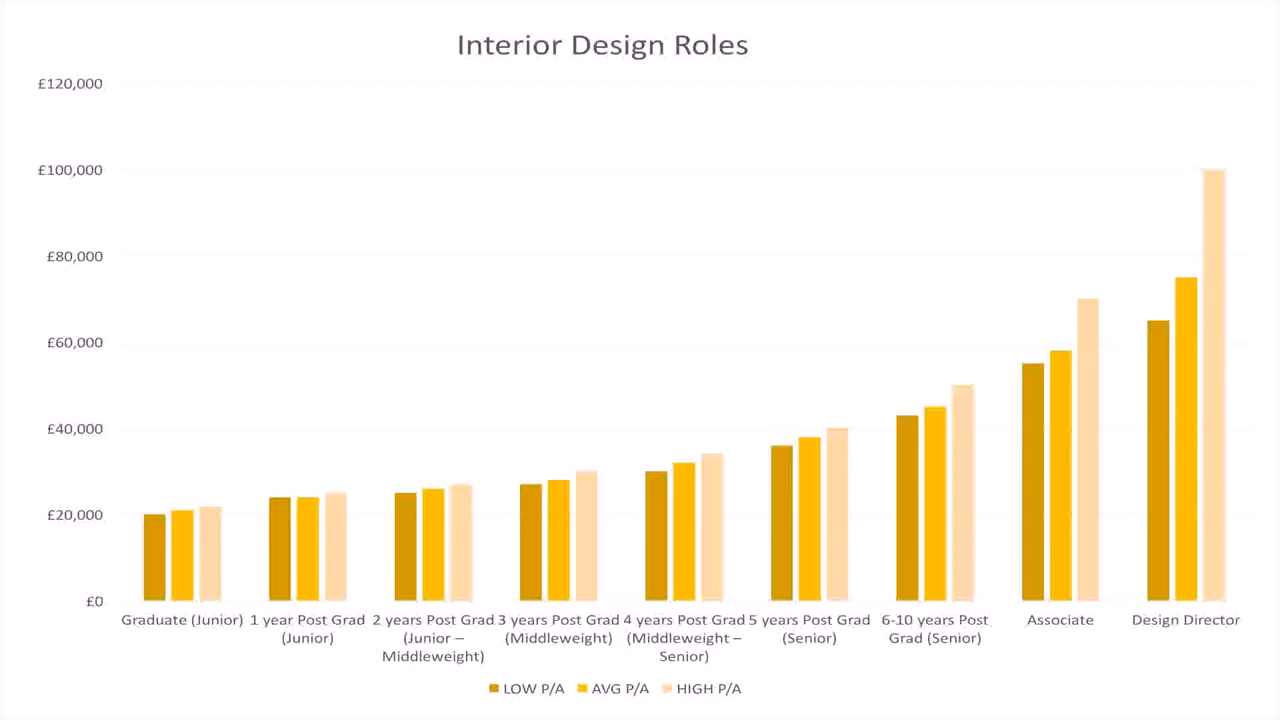 Interior Design Roles
£120,000
£100,000
£80,000
£60,000
£40,000
£20,000
£0
Graduate (Junior)
1 year Post Grad
(Junior)
2 years Post Grad
(Junior –
Middleweight)
3 years Post Grad
(Middleweight)
4 years Post Grad
(Middleweight –
Senior)
5 years Post Grad
(Senior)
6-10 years Post
Grad (Senior)
Associate
Design Director
LOW P/A
AVG P/A
HIGH P/A